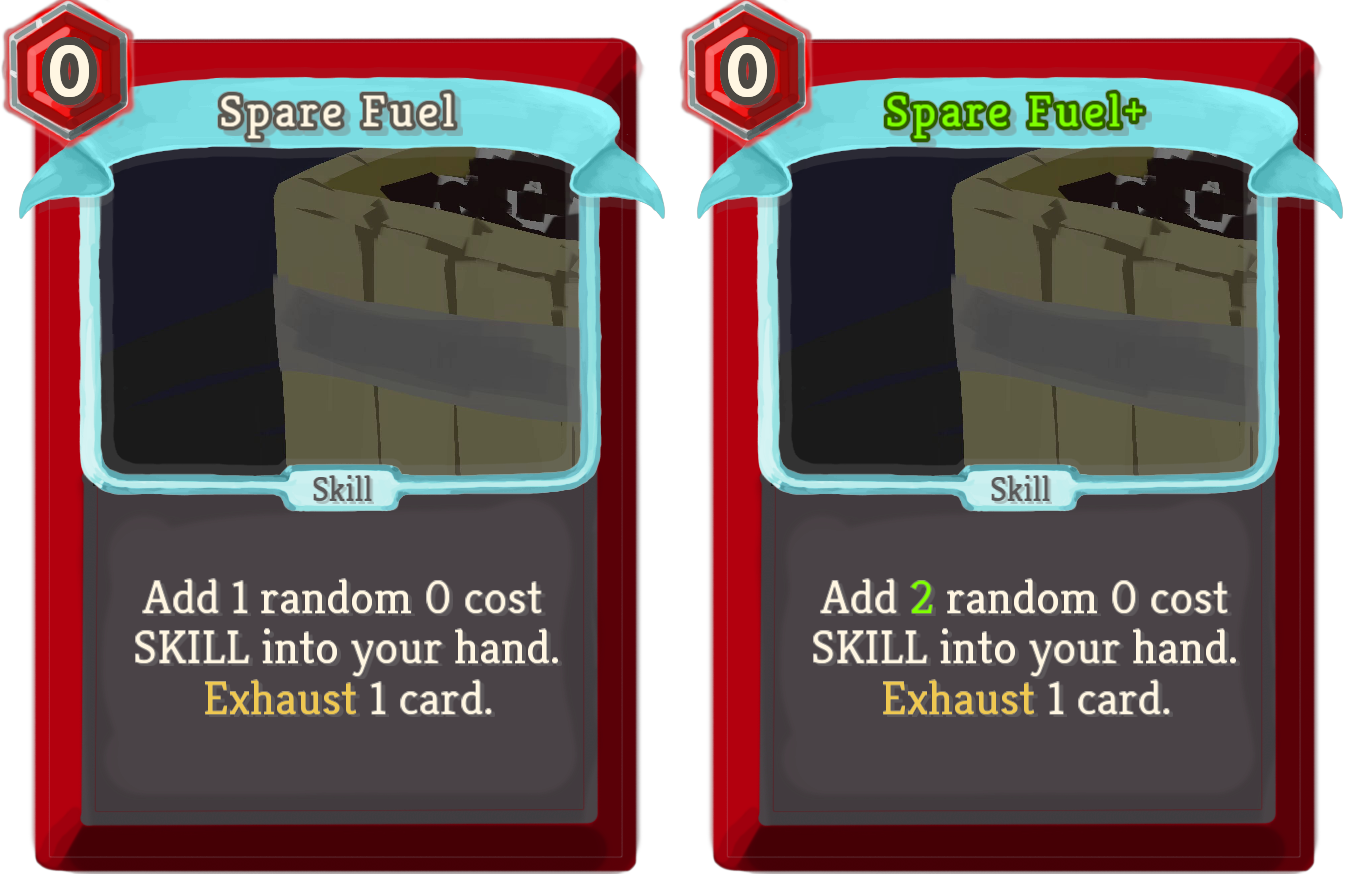 0
Spare Fuel
Skill
Add 1 random 0 cost
SKILL into your hand.
Exhaust 1 card.
0
Spare Fuel+
Skill
Add 2 random 0 cost
SKILL into your hand.
Exhaust 1 card.